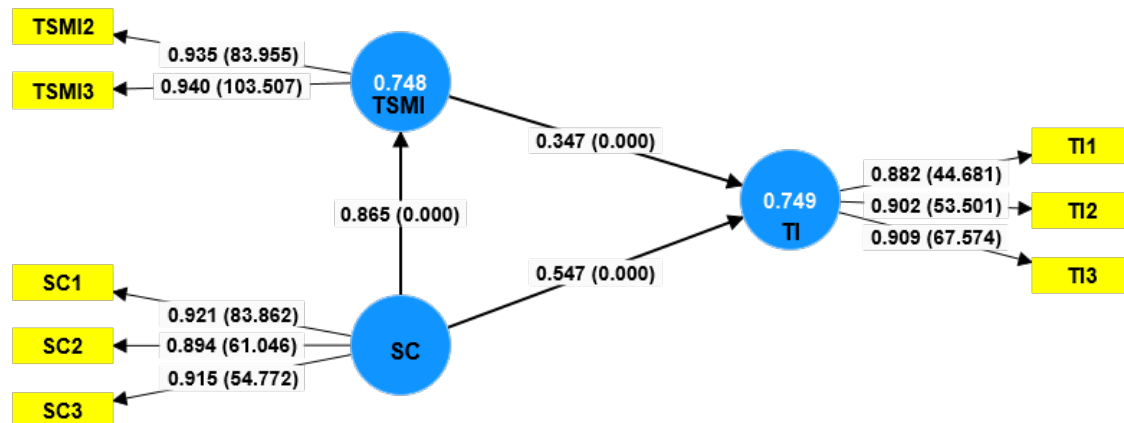 TSMI2
0.935 (83.955)
TSMI3
0.940 (103.507)
0.748
TSMI
0.347 (0.000)
TI1
0.882 (44.681)
0.749
TI
0.902 (53.501)
TI2
0.865 (0.000)
0.909 (67.574)
TI3
0.547 (0.000)
SC1
0.921 (83.862)
SC2
0.894 (61.046)
SC
0.915 (54.772)
SC3